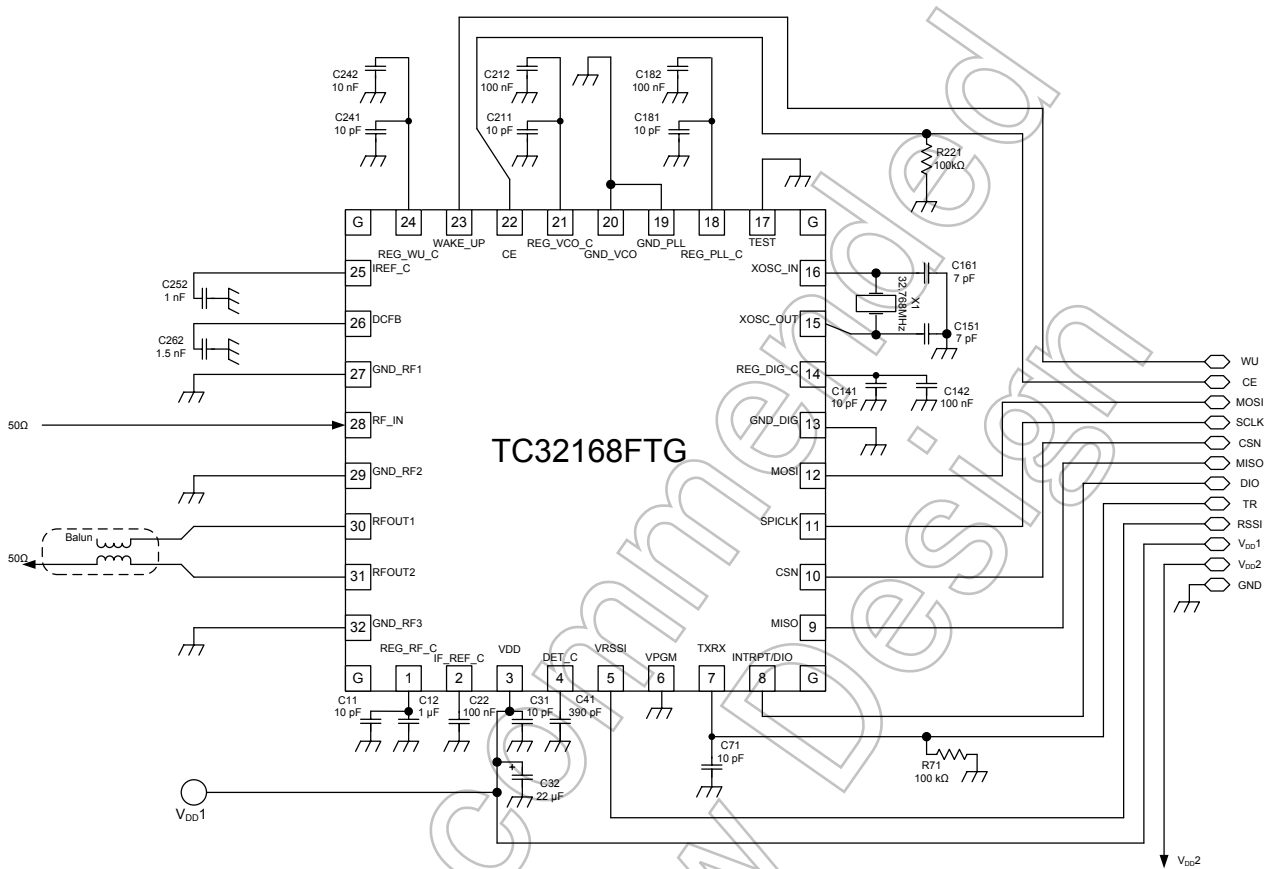 C242
10 nF
C212
100 nF
C182
100 nF
C241
10 pF
C211
10 pF
C181
10 pF
R221
100kΩ
G
24
23
22
21
20
19
18
17
G
REG_WU_C
WAKE_UP
CE
REG_VCO_C
GND_VCO
GND_PLL
REG_PLL_C
TEST
25
IREF_C
XOSC_IN
16
C161
7 pF
C252
1 nF
X1
32.768MHz
26
DCFB
XOSC_OUT
15
C151
7 pF
C262
1.5 nF
27
GND_RF1
REG_DIG_C
14
C141
10 pF
C142
100 nF
50Ω
28
RF_IN
GND_DIG
13
TC32168FTG
29
GND_RF2
MOSI
12
Balun
30
RFOUT1
SPICLK
11
50Ω
31
RFOUT2
CSN
10
32
GND_RF3
MISO
9
REG_RF_C
IF_REF_C
VDD
DET_C
VRSSI
VPGM
TXRX
INTRPT/DIO
G
1
2
3
4
5
6
7
8
G
C11
10 pF
C12
1 µF
C22
100 nF
C31
10 pF
C41
390 pF
C71
10 pF
R71
100 kΩ
+
C32
22 µF
VDD1
WU
CE
MOSI
SCLK
CSN
MISO
DIO
TR
RSSI
VDD1
VDD2
GND
VDD2
commended
w Design